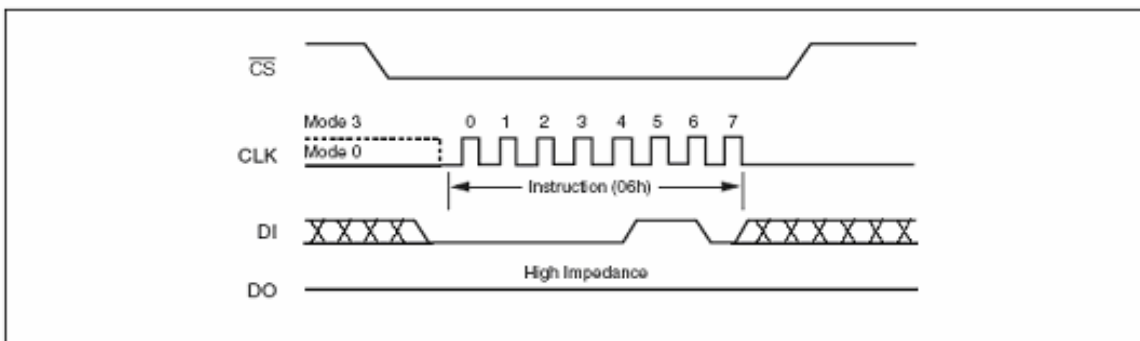 CS
Mode 3
0 1 2 3 4 5 6 7
CLK
Mode 0
Instruction (06h)
DI
High Impedance
DO